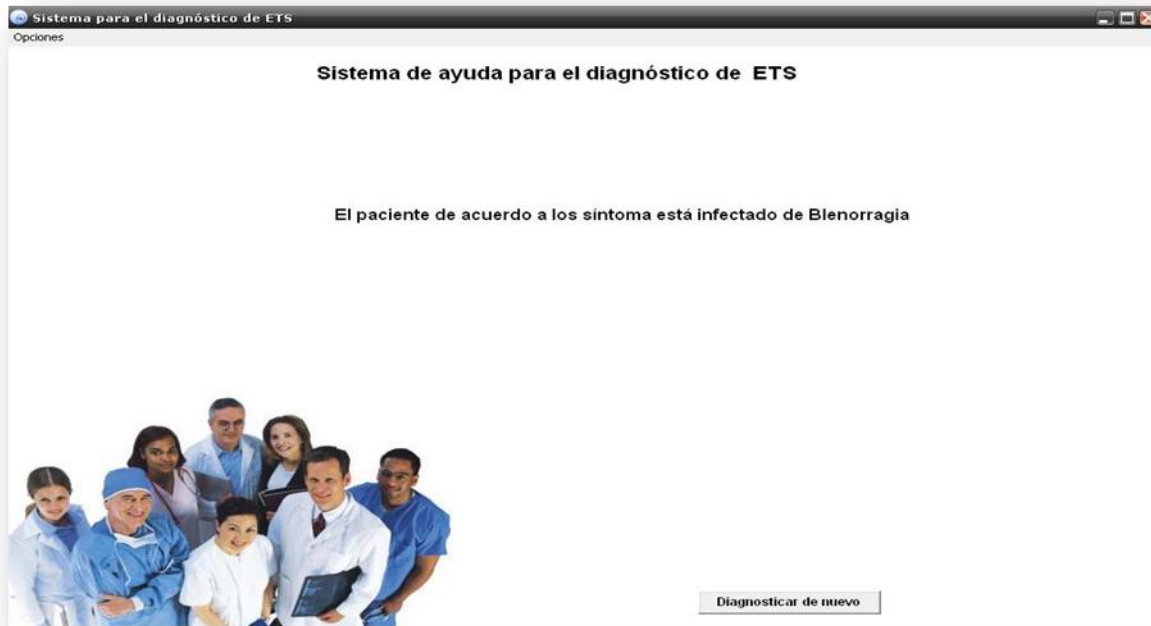 Sistema para el diagnóstico de ETS
Opciones
Sistema de ayuda para el diagnóstico de ETS
El paciente de acuerdo a los síntoma está infectado de Blenorragia
Diagnosticar de nuevo